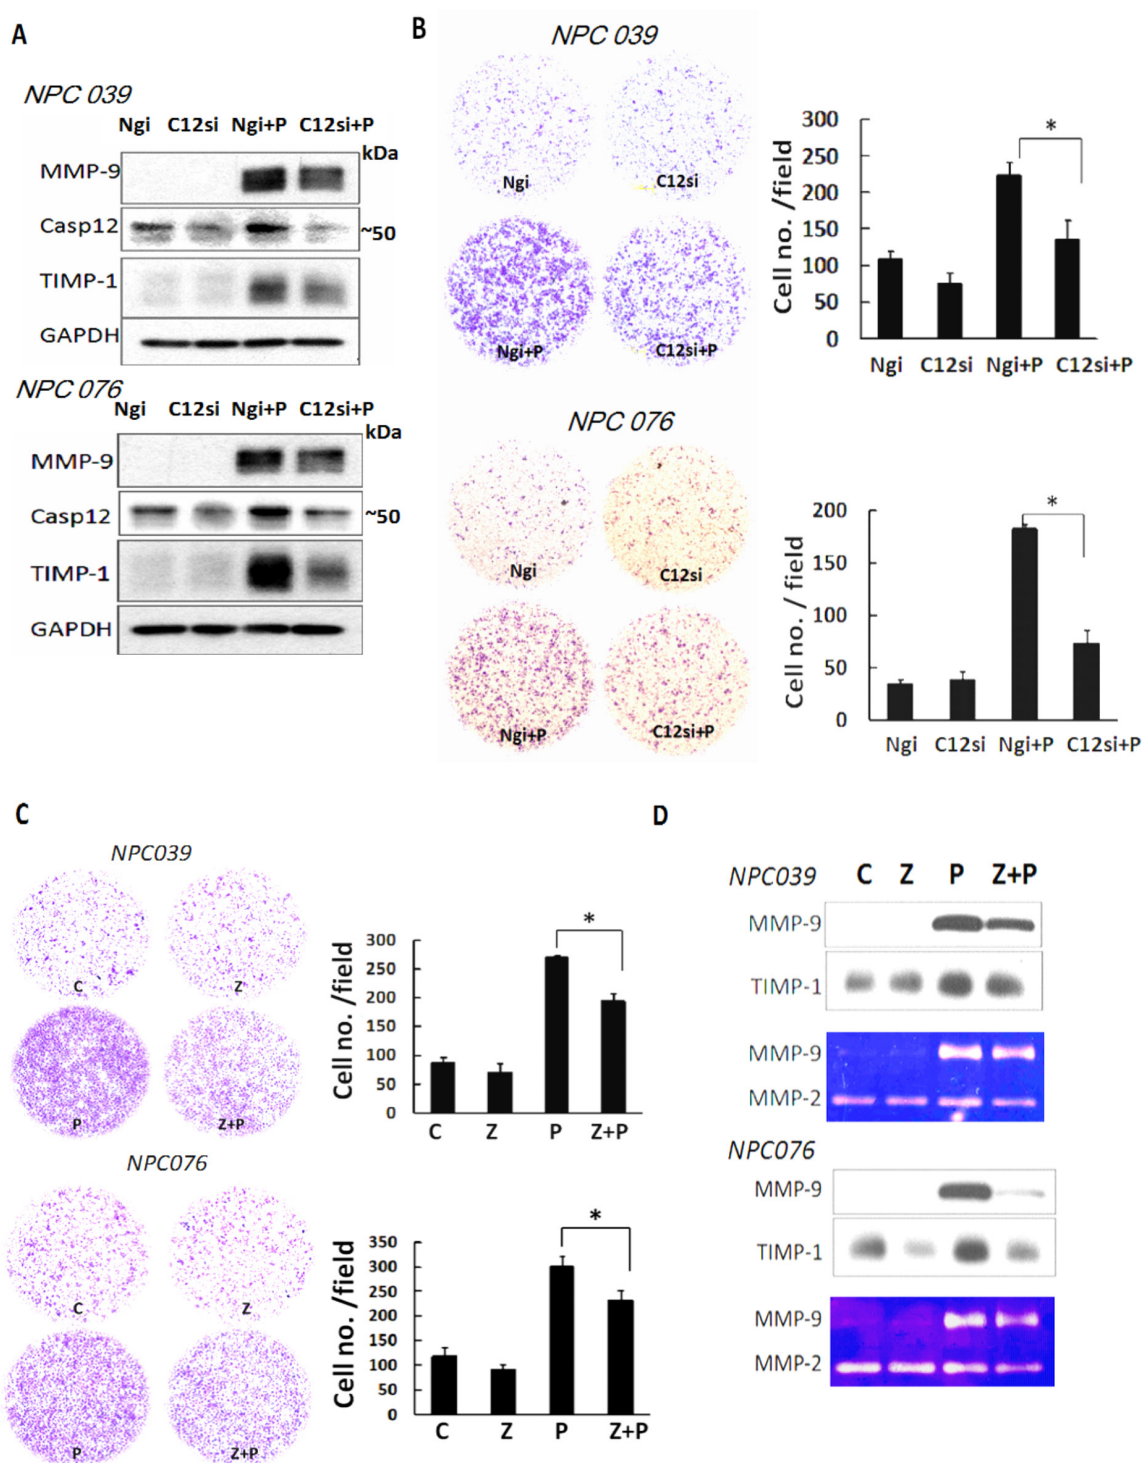 A
NPC 039
Ngi C12si Ngi+P C12si+P
kDa
MMP-9
Casp12
~50
TIMP-1
GAPDH
NPC 076
Ngi C12si Ngi+P C12si+P
kDa
MMP-9
Casp12
~50
TIMP-1
GAPDH
B
NPC 039
Ngi
C12si
Ngi+P
C12si+P
Cell no. /field
300
250
200
150
100
50
0
*
Ngi C12si Ngi+P C12si+P
NPC 076
Ngi
C12si
Ngi+P
C12si+P
Cell no. / field
200
150
100
50
0
*
Ngi C12si Ngi+P C12si+P
C
NPC039
C
Z
P
Z+P
Cell no. /field
300
250
200
150
100
50
0
*
C Z P Z+P
NPC076
C
Z
P
Z+P
Cell no. /field
350
300
250
200
150
100
50
0
*
C Z P Z+P
D
NPC039 C Z P Z+P
MMP-9
TIMP-1
MMP-9
MMP-2
NPC076
MMP-9
TIMP-1
MMP-9
MMP-2